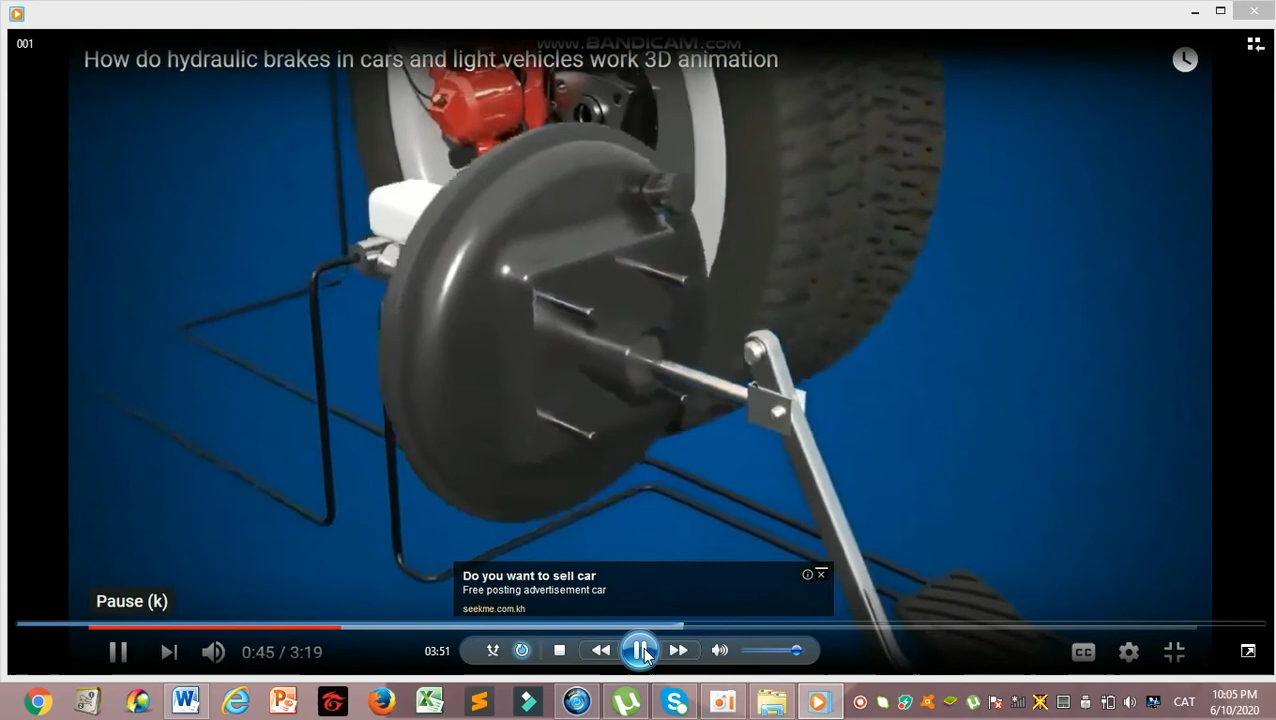 001
www.BANDICAM.com
How do hydraulic brakes in cars and light vehicles work 3D animation
Do you want to sell car
Free posting advertisement car
seekme.com.kh
Pause (k)
0:45 / 3:19
03:51
CC
CAT
10:05 PM
6/10/2020